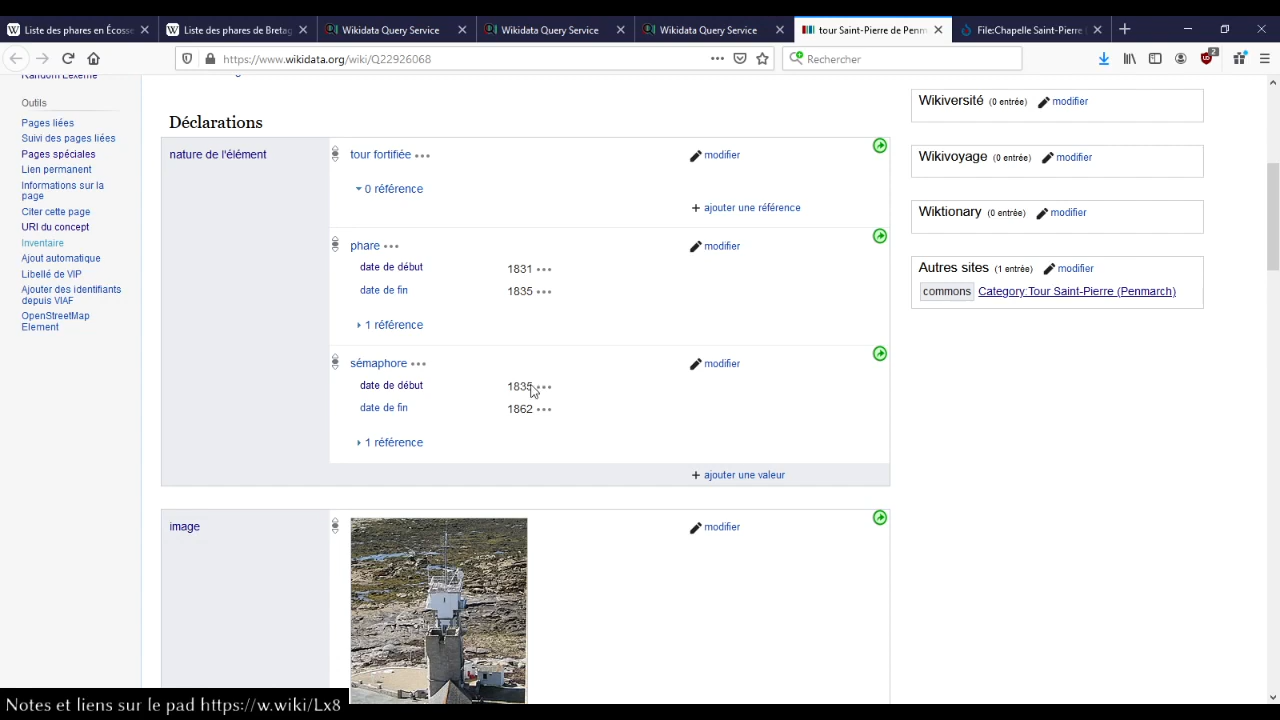 Liste des phares en Écoss
Liste des phares de Bretag
Wikidata Query Service
Wikidata Query Service
Wikidata Query Service
tour Saint-Pierre de Penm
File:Chapelle Saint-Pierre
https://www.wikidata.org/wiki/Q22926068
Rechercher
2
Random Lexeme
Outils
Pages liées
Suivi des pages liées
Pages spéciales
Lien permanent
Informations sur la
page
Citer cette page
URI du concept
Inventaire
Ajout automatique
Libellé de VIP
Ajouter des identifiants
depuis VIAF
OpenStreetMap
Element
Déclarations
nature de l'élément
tour fortifiée
modifier
0 référence
+ ajouter une référence
phare
modifier
date de début 1831
date de fin 1835
1 référence
sémaphore
modifier
date de début 1835
date de fin 1862
1 référence
+ ajouter une valeur
image
modifier
Wikiversité (0 entrée) modifier
Wikivoyage (0 entrée) modifier
Wiktionary (0 entrée) modifier
Autres sites (1 entrée) modifier
commons Category:Tour Saint-Pierre (Penmarch)
Notes et liens sur le pad https://w.wiki/Lx8